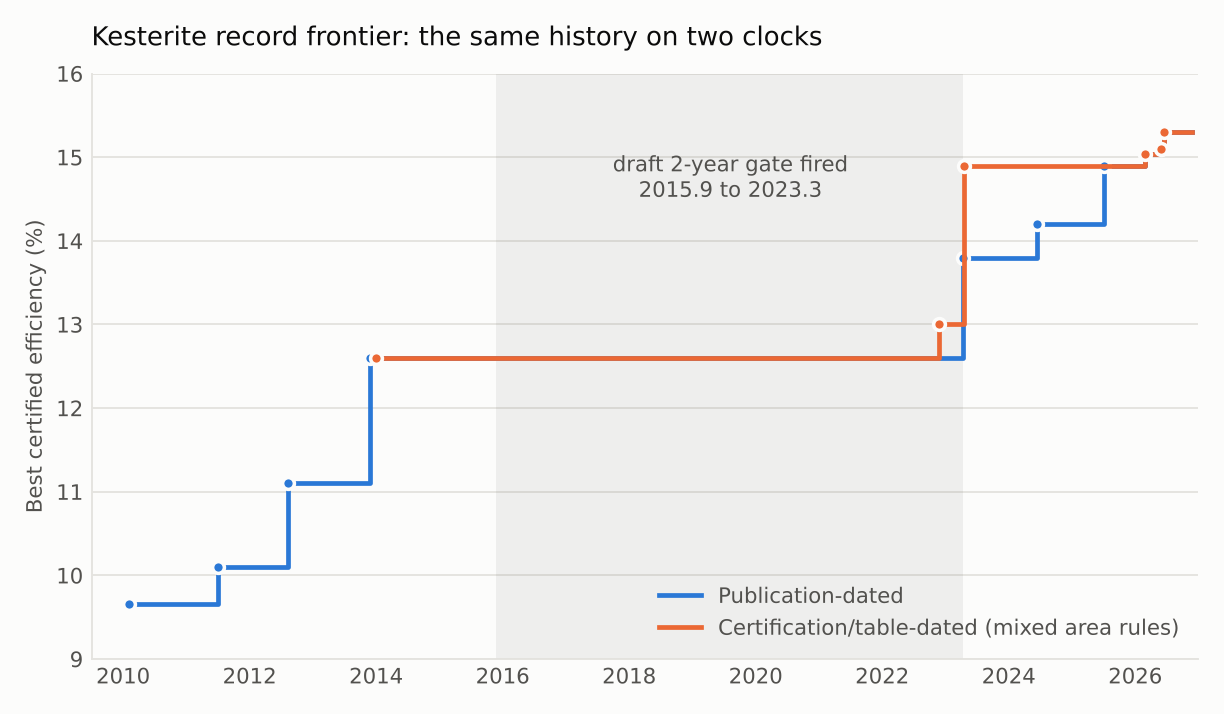 Kesterite record frontier: the same history on two clocks
Best certified efficiency (%)
16
15
14
13
12
11
10
9
draft 2-year gate fired
2015.9 to 2023.3
Publication-dated
Certification/table-dated (mixed area rules)
2010 2012 2014 2016 2018 2020 2022 2024 2026